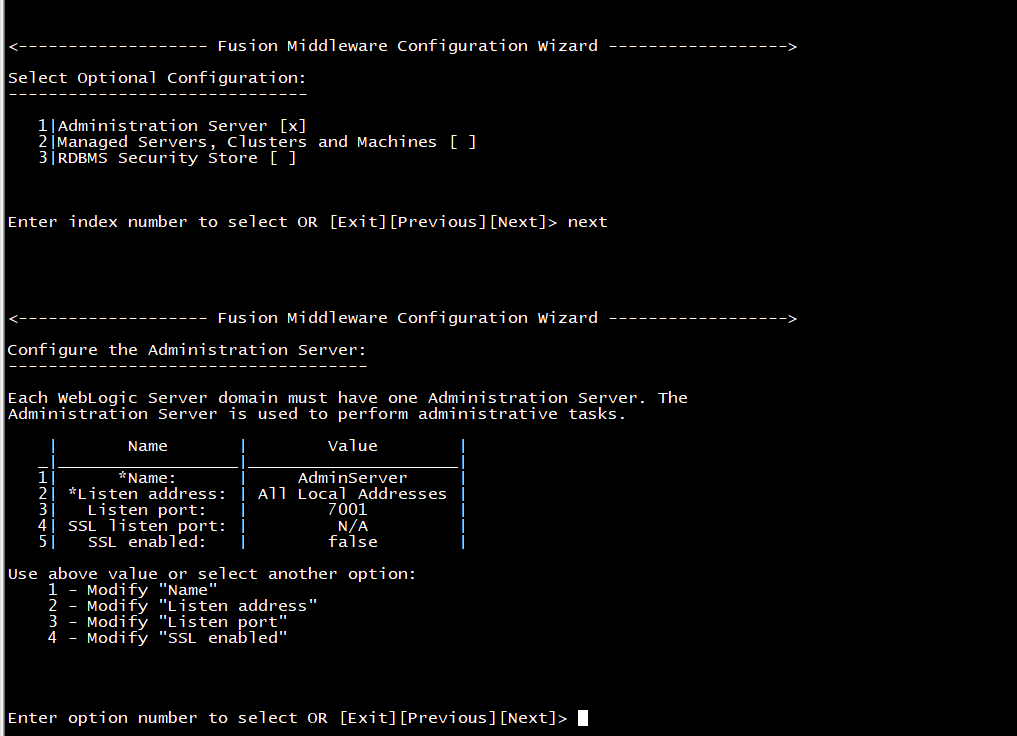 <------------------- Fusion Middleware Configuration Wizard ------------------>
Select Optional Configuration:
------------------------------
1|Administration Server [x]
2|Managed Servers, Clusters and Machines [ ]
3|RDBMS Security Store [ ]
Enter index number to select OR [Exit][Previous][Next]> next
<------------------- Fusion Middleware Configuration Wizard ------------------>
Configure the Administration Server:
------------------------------------
Each WebLogic Server domain must have one Administration Server. The
Administration Server is used to perform administrative tasks.
| Name | Value |
_|__________________|_____________________|
1| *Name: | AdminServer |
2| *Listen address: | All Local Addresses |
3| Listen port: | 7001 |
4| SSL listen port: | N/A |
5| SSL enabled: | false |
Use above value or select another option:
1 - Modify "Name"
2 - Modify "Listen address"
3 - Modify "Listen port"
4 - Modify "SSL enabled"
Enter option number to select OR [Exit][Previous][Next]>